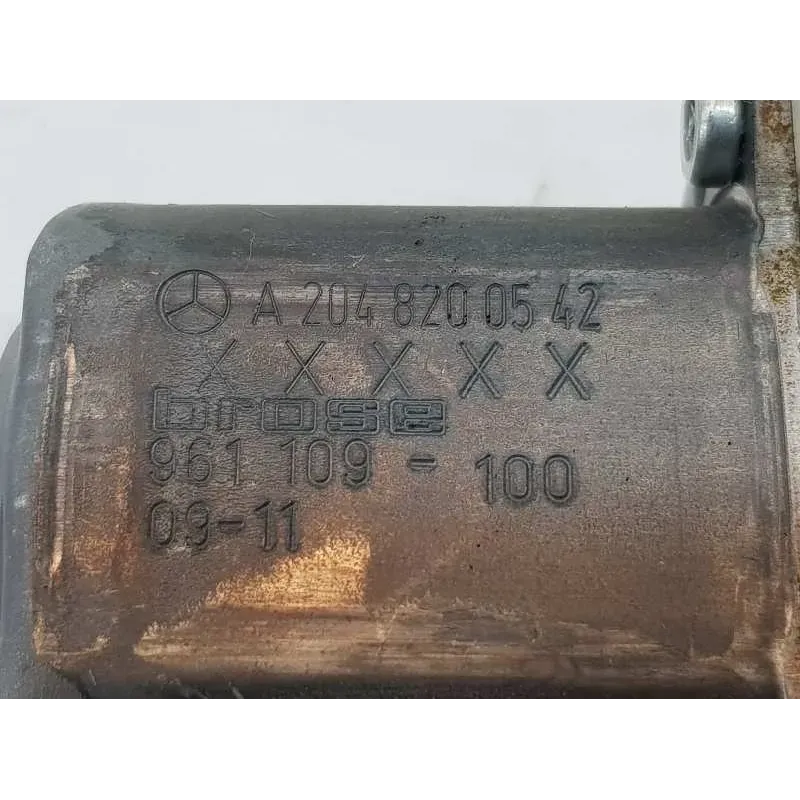 A 204 820 05 42
X X X X X
brose
961 109 - 100
09-11